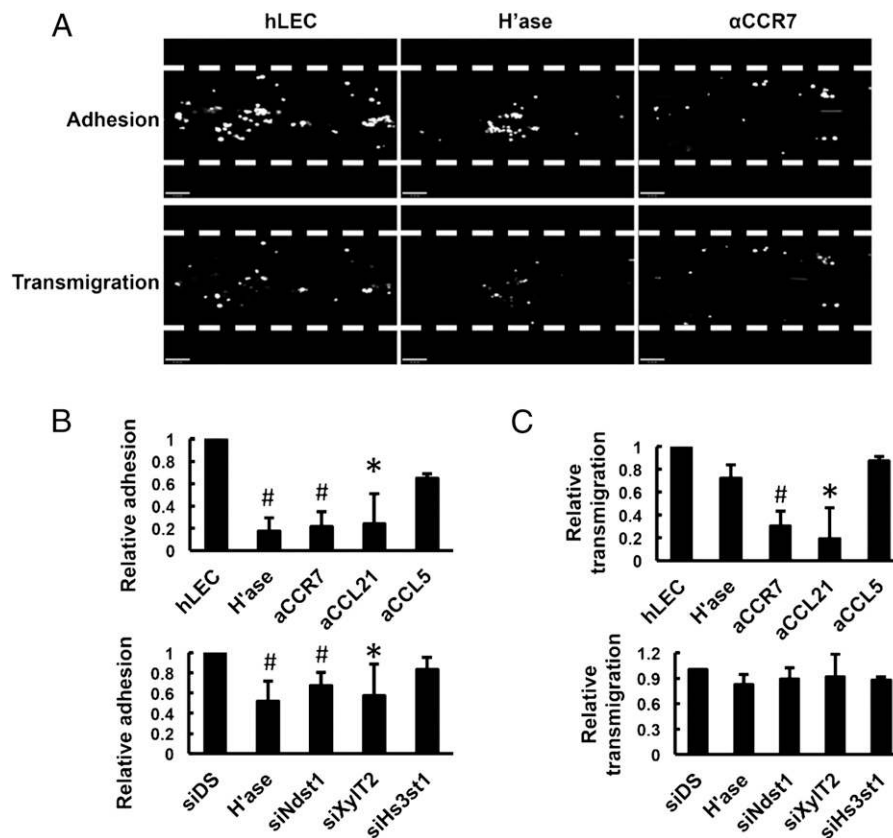 A
hLEC H'ase αCCR7
Adhesion
Transmigration
B
Relative adhesion
1
0.8
0.6
0.4
0.2
0
# # *
hLEC H'ase aCCR7 aCCL21 aCCL5
Relative adhesion
1
0.8
0.6
0.4
0.2
0
# # *
siDS H'ase siNdst1 siXylT2 siHs3st1
C
Relative
transmigration
1
0.8
0.6
0.4
0.2
0
# *
hLEC H'ase aCCR7 aCCL21 aCCL5
Relative
transmigration
1.2
0.9
0.6
0.3
0
siDS H'ase siNdst1 siXylT2 siHs3st1